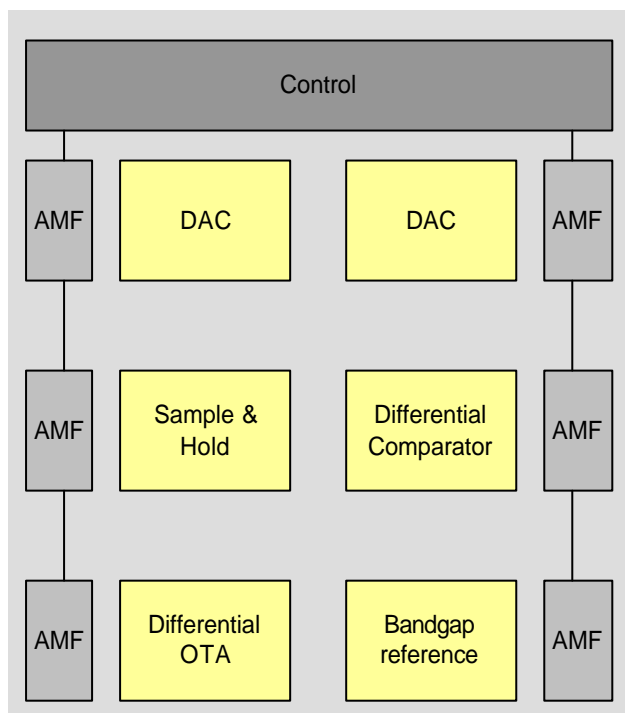 Control
AMF
DAC
DAC
AMF
AMF
Sample &
Hold
Differential
Comparator
AMF
AMF
Differential
OTA
Bandgap
reference
AMF